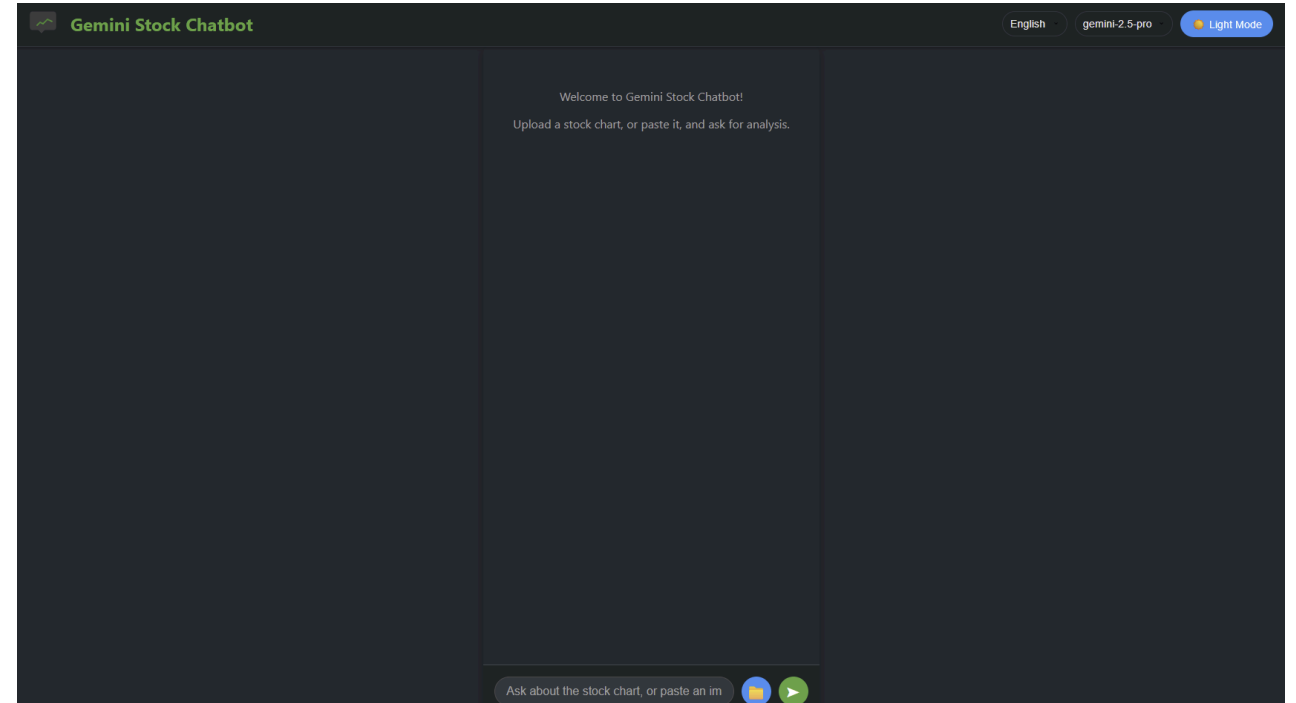 Gemini Stock Chatbot
English
gemini-2.5-pro
Light Mode
Welcome to Gemini Stock Chatbot!
Upload a stock chart, or paste it, and ask for analysis.
Ask about the stock chart, or paste an im